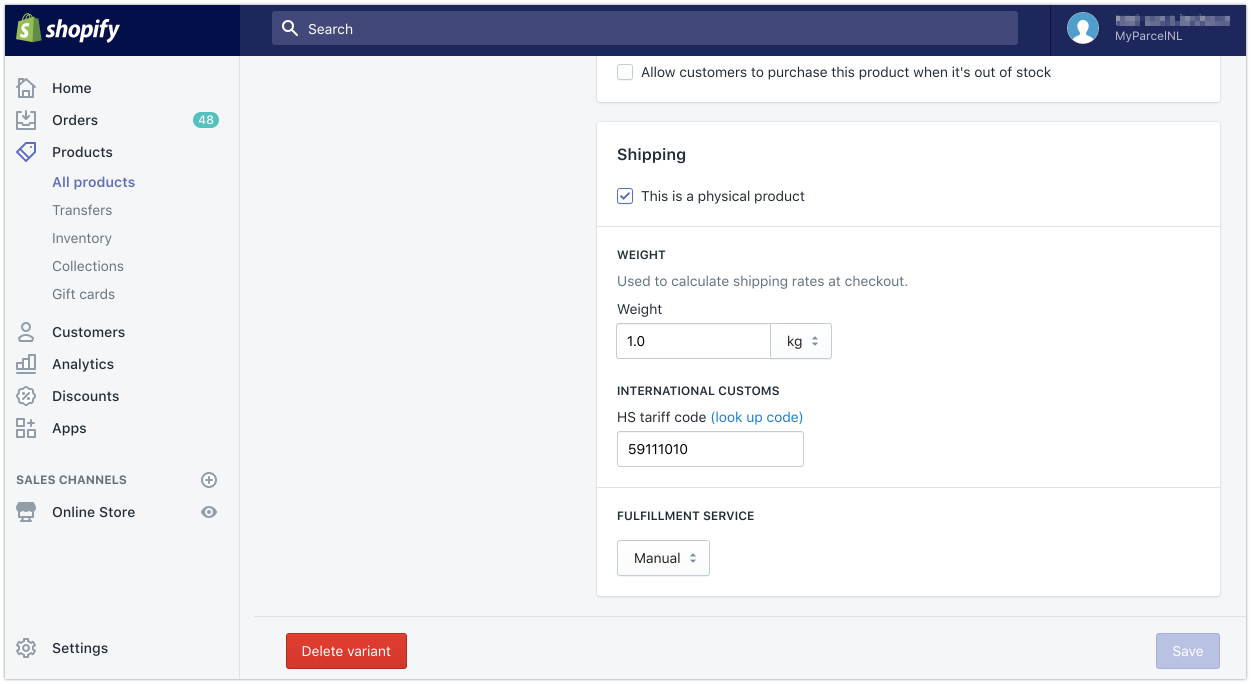 shopify
Search
MyParcelNL
Home
Orders 48
Products
All products
Transfers
Inventory
Collections
Gift cards
Customers
Analytics
Discounts
Apps
SALES CHANNELS
Online Store
Settings
Allow customers to purchase this product when it's out of stock
Shipping
This is a physical product
WEIGHT
Used to calculate shipping rates at checkout.
Weight
1.0 kg
INTERNATIONAL CUSTOMS
HS tariff code (look up code)
59111010
FULFILLMENT SERVICE
Manual
Delete variant Save